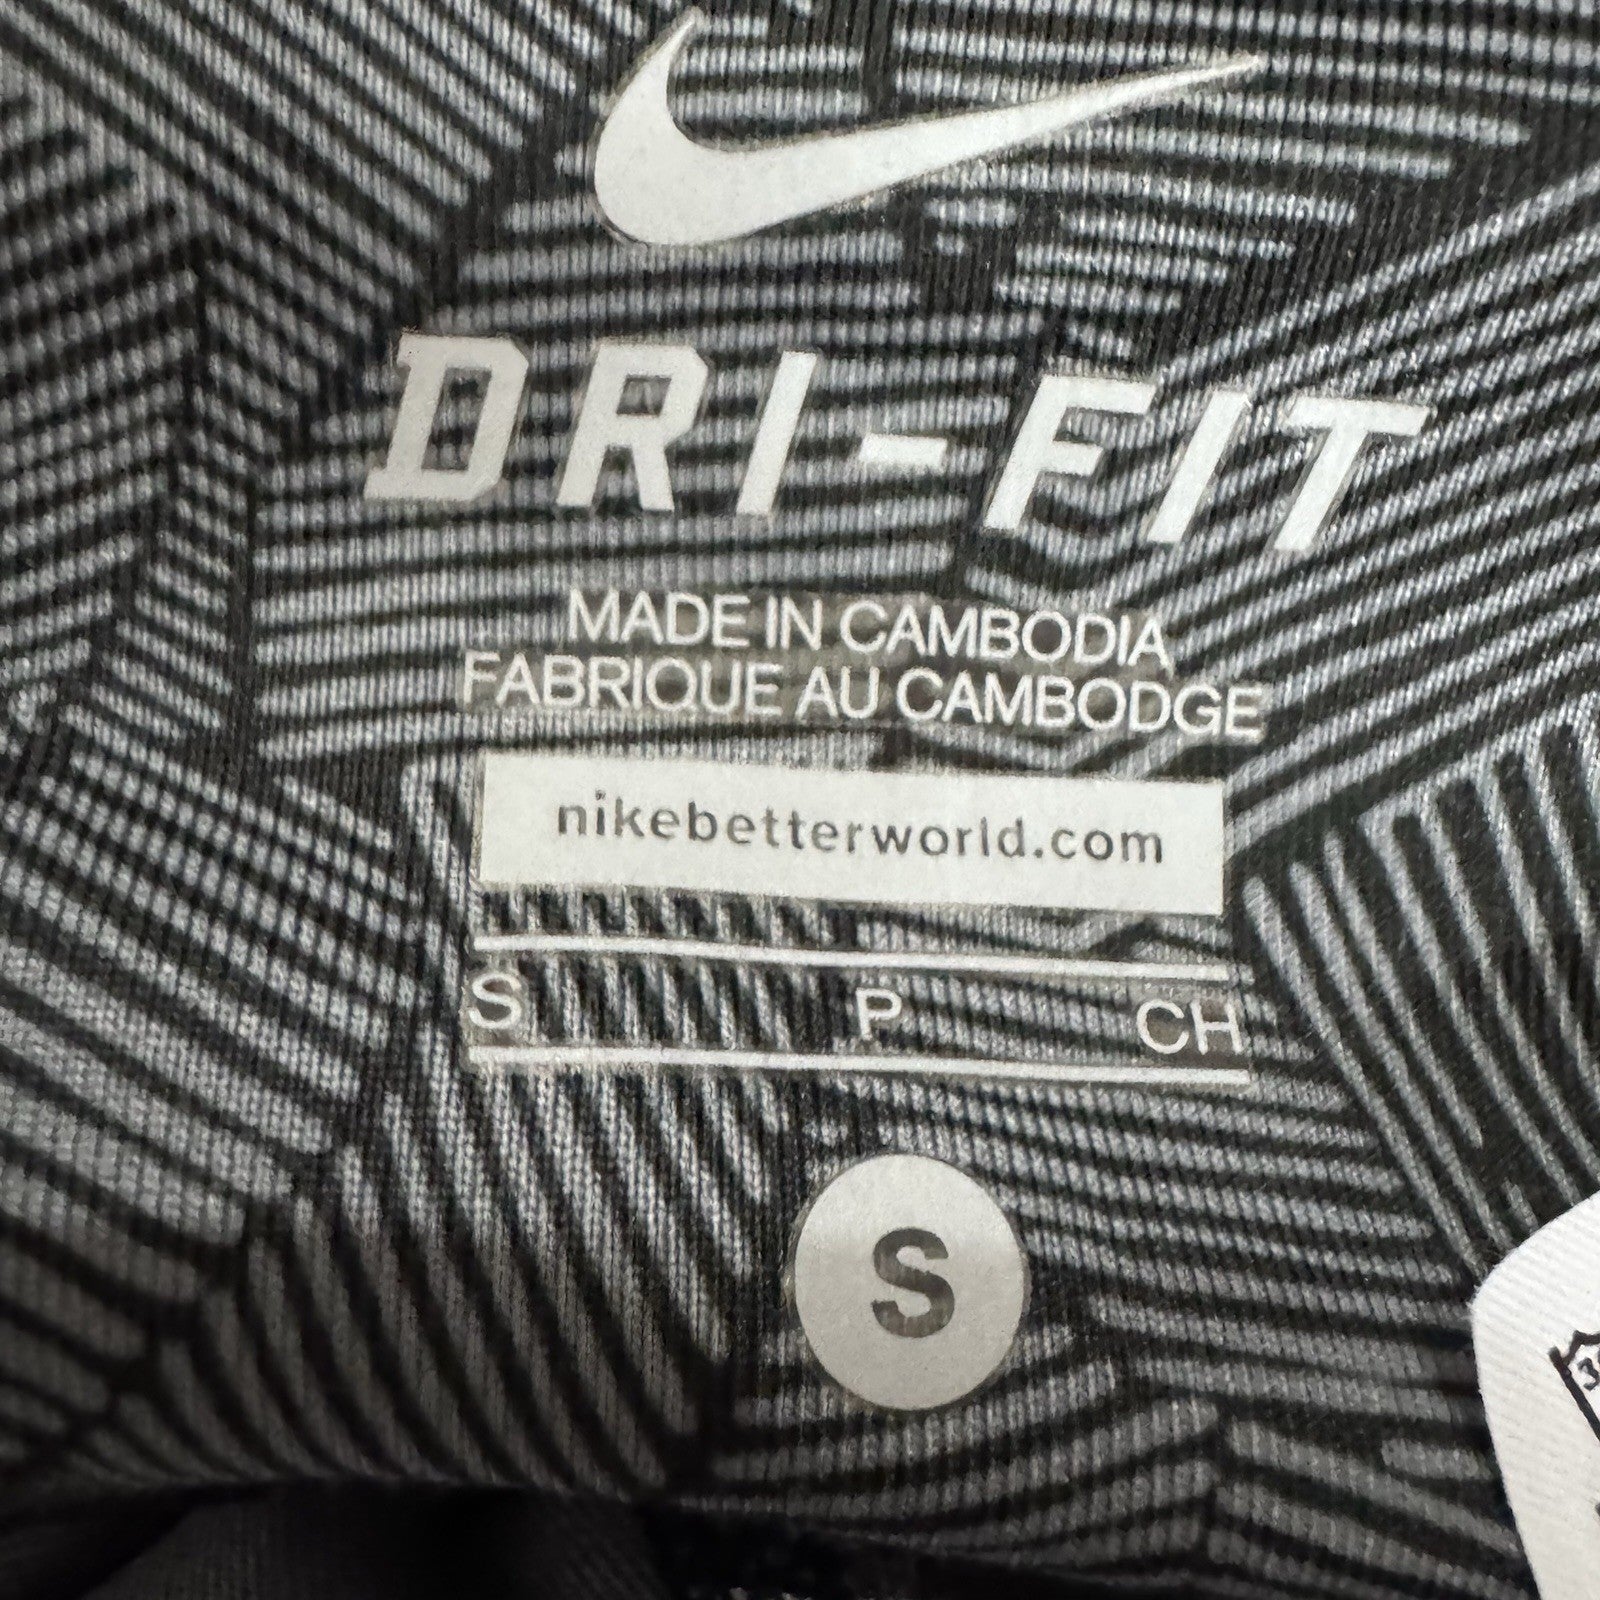 DRI-FIT
MADE IN CAMBODIA
FABRIQUE AU CAMBODGE
nikebetterworld.com
S P CH
S